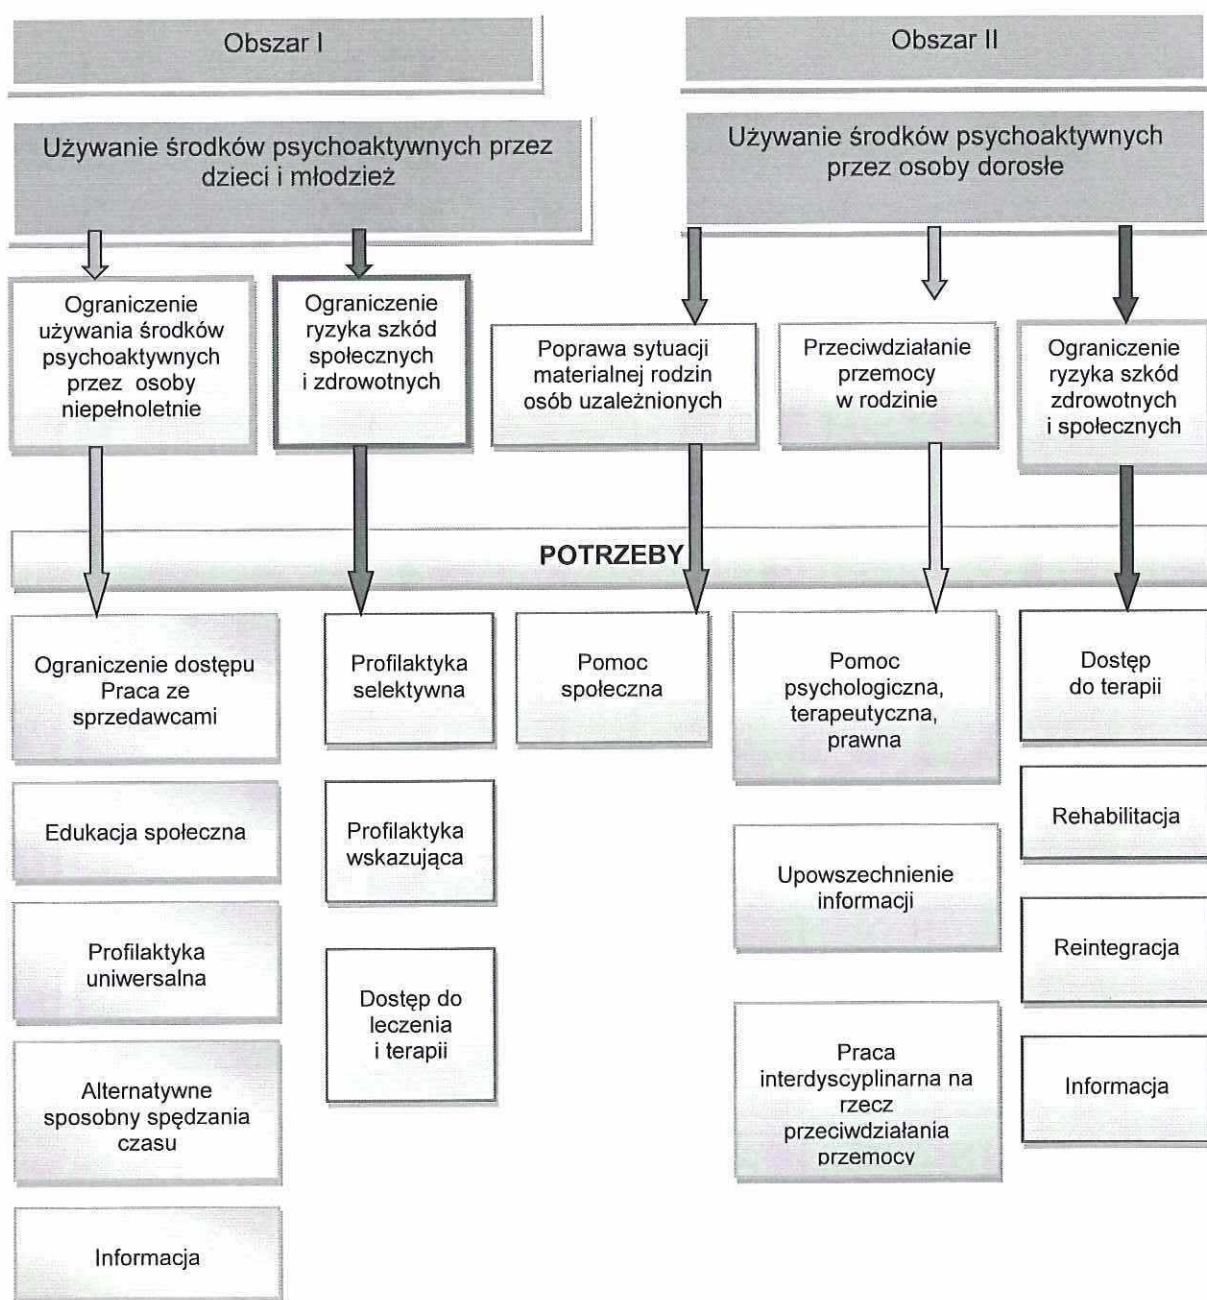 Obszar I
Obszar II
Używanie środków psychoaktywnych przez
dzieci i młodzież
Używanie środków psychoaktywnych
przez osoby dorosłe
Ograniczenie
używania środków
psychoaktywnych
przez osoby
niepełnoletnie
Ograniczenie
ryzyka szkód
społecznych
i zdrowotnych
Poprawa sytuacji
materialnej rodzin
osób uzależnionych
Przeciwdziałanie
przemocy
w rodzinie
Ograniczenie
ryzyka szkód
zdrowotnych
i społecznych
POTRZEBY
Ograniczenie dostępu
Praca ze
sprzedawcami
Edukacja społeczna
Profilaktyka
uniwersalna
Alternatywne
sposobny spędzania
czasu
Informacja
Profilaktyka
selektywna
Profilaktyka
wskazująca
Dostęp do
leczenia
i terapii
Pomoc
społeczna
Pomoc
psychologiczna,
terapeutyczna,
prawna
Upowszechnienie
informacji
Praca
interdyscyplinarna na
rzecz
przeciwdziałania
przemocy
Dostęp
do terapii
Rehabilitacja
Reintegracja
Informacja